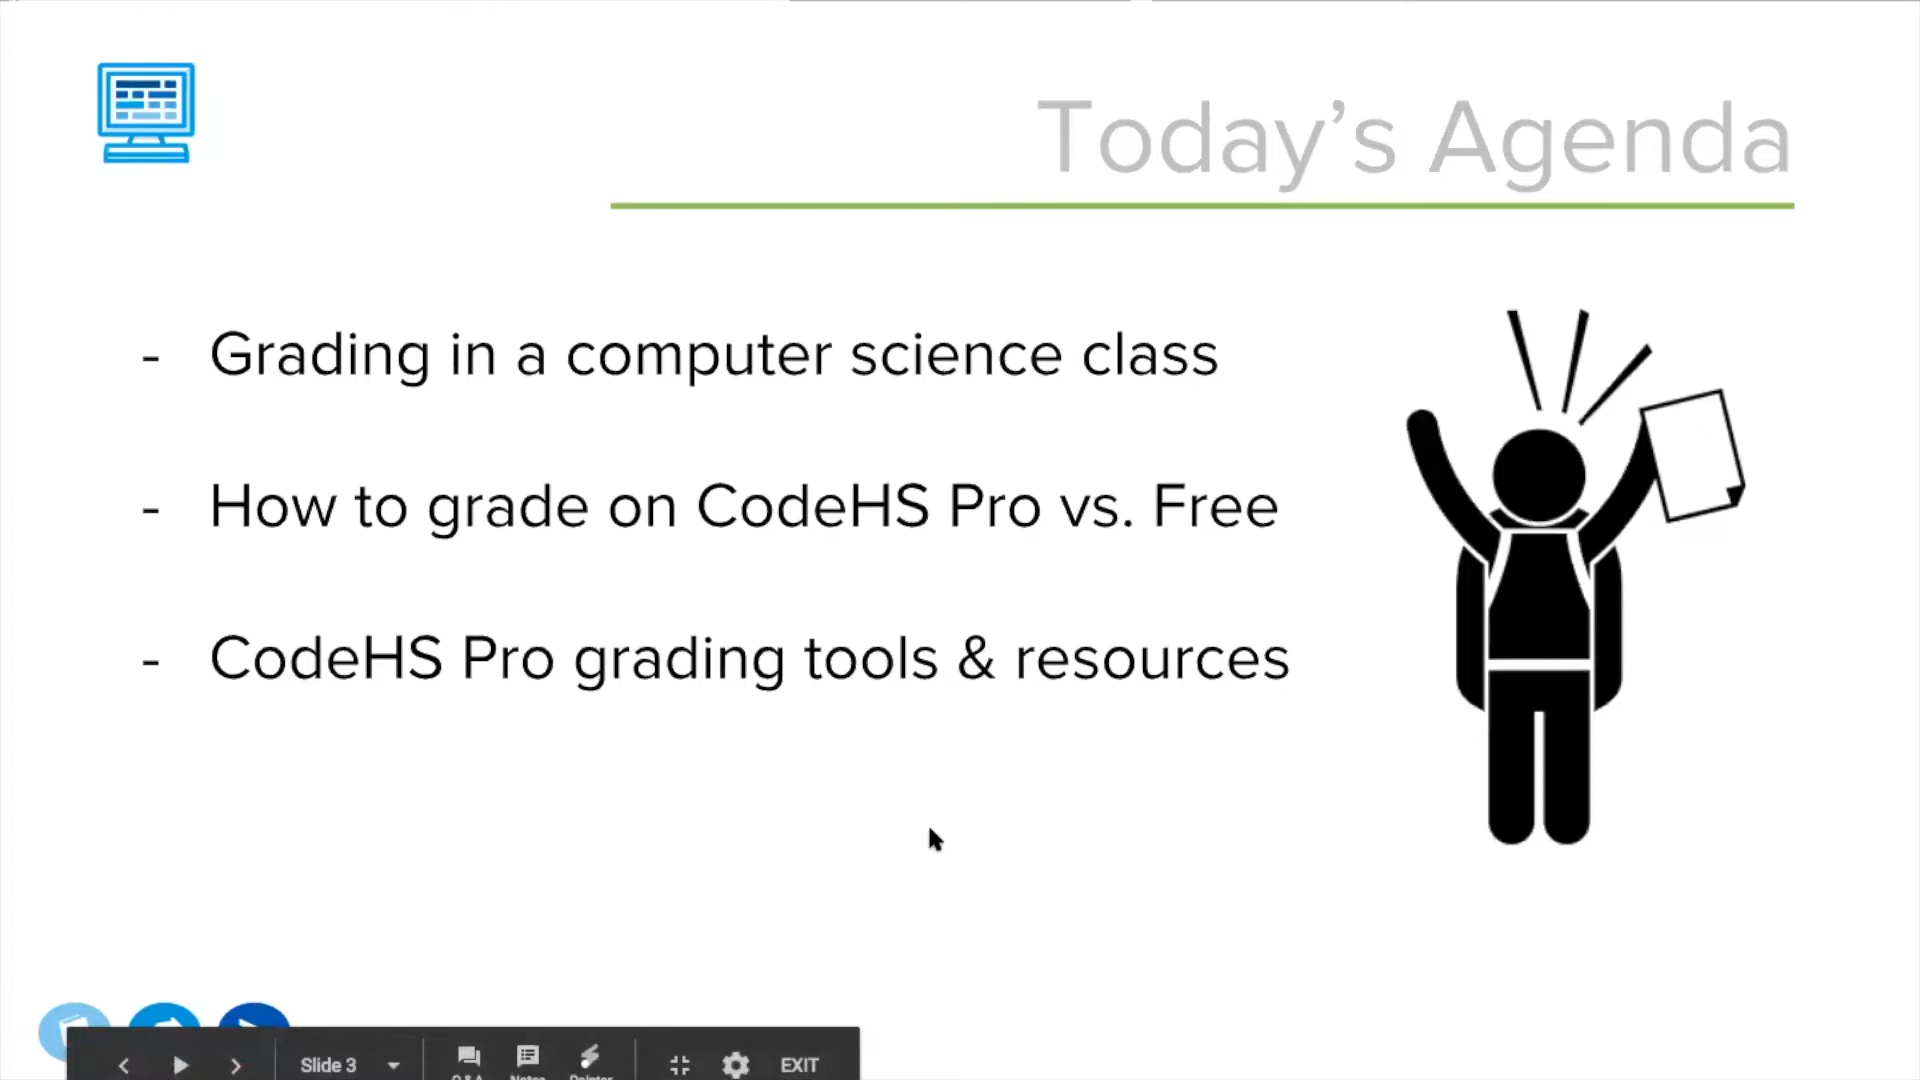 Today's Agenda
- Grading in a computer science class
- How to grade on CodeHS Pro vs. Free
- CodeHS Pro grading tools & resources
Slide 3
EXIT